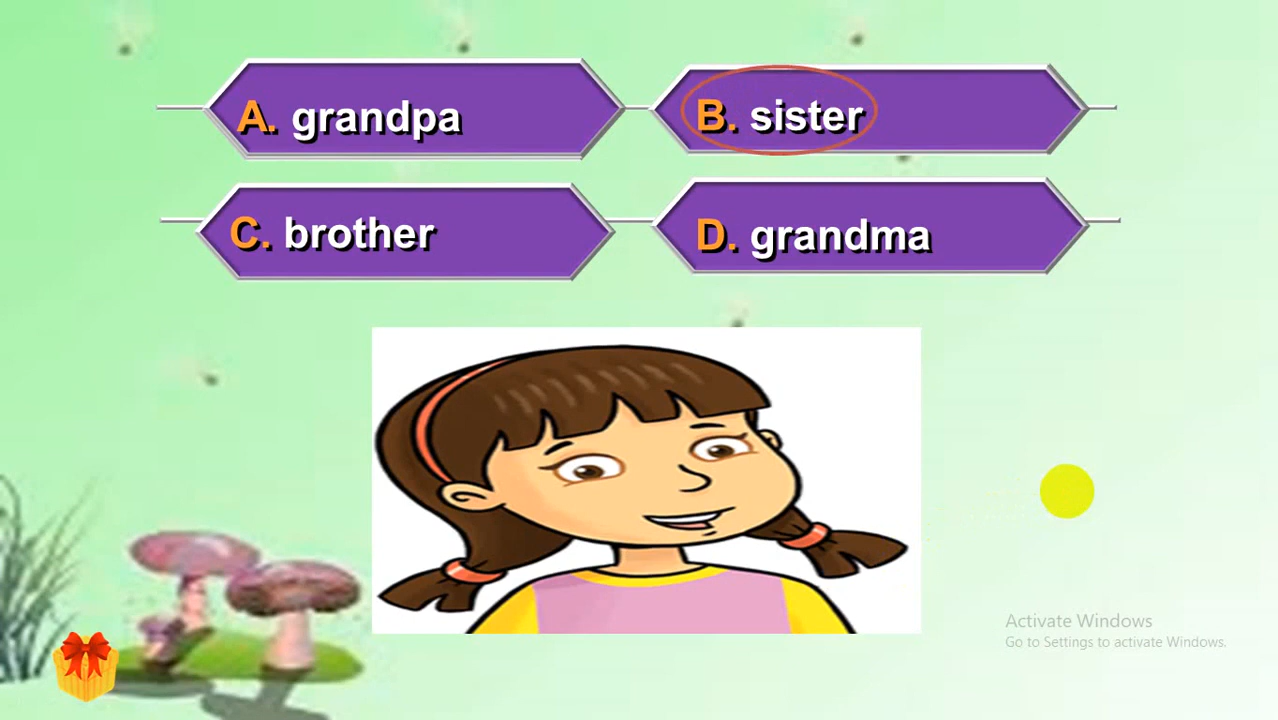 A. grandpa
B. sister
C. brother
D. grandma
Activate Windows
Go to Settings to activate Windows.